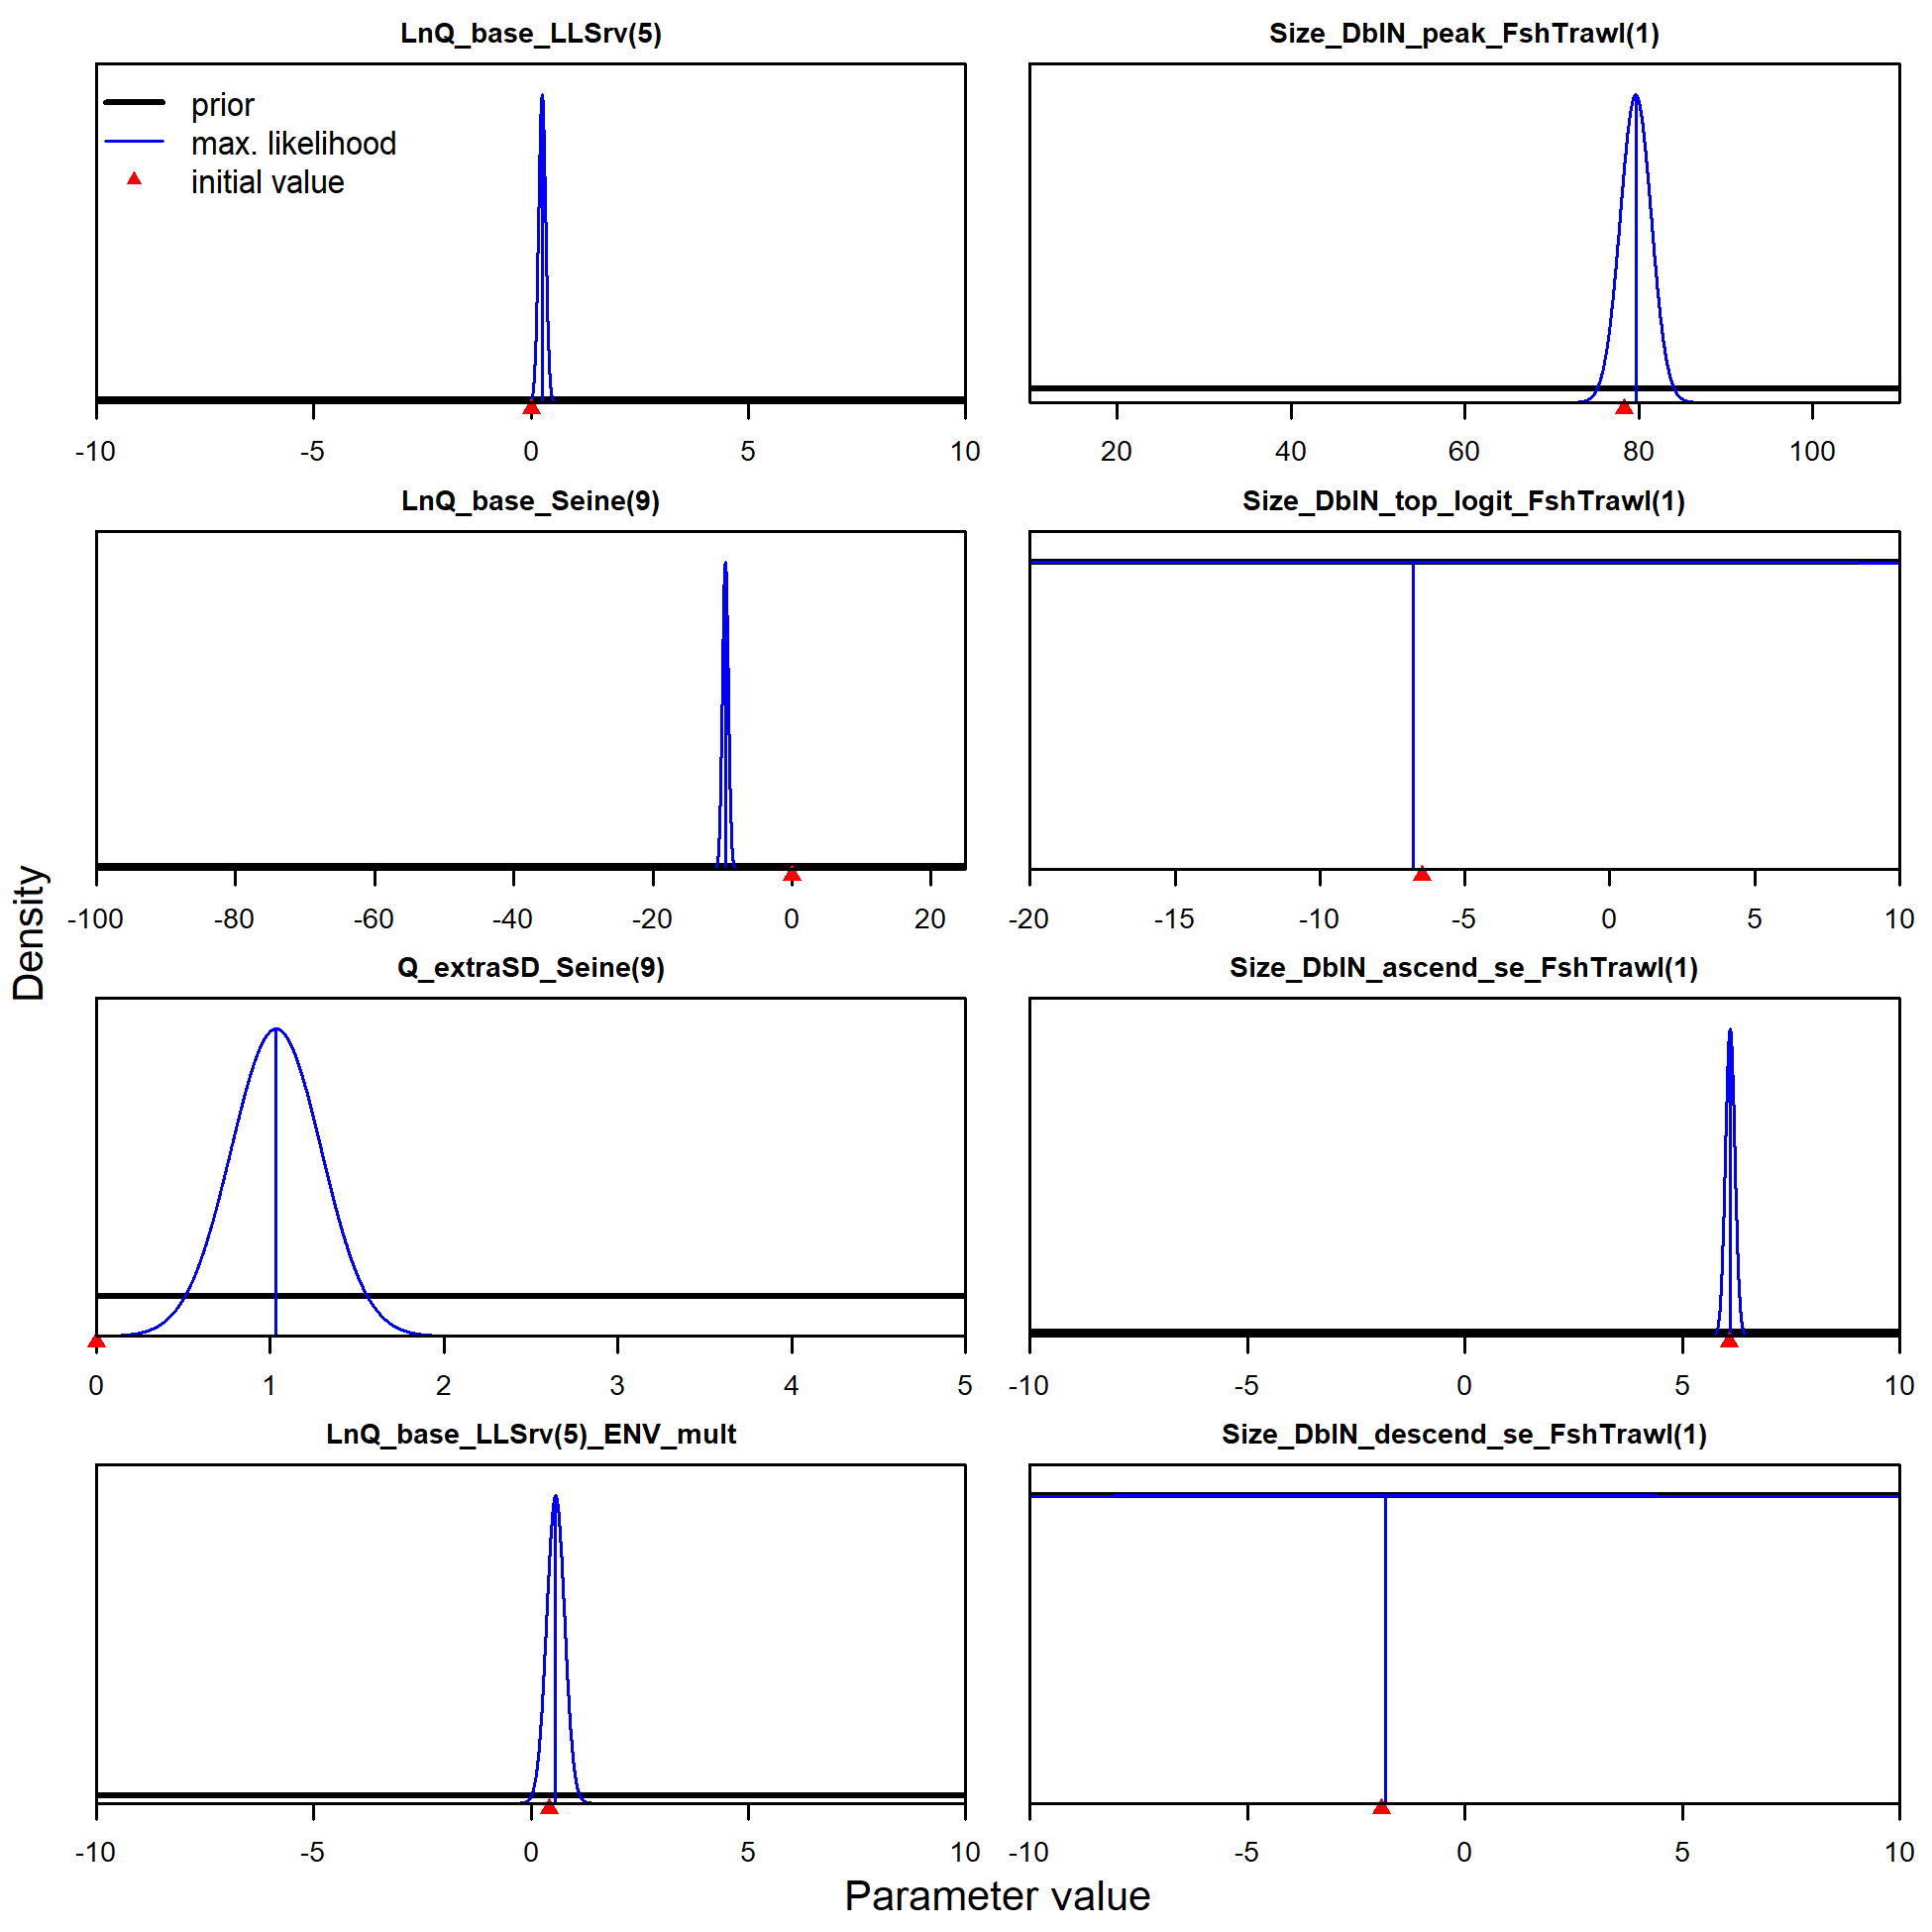 LnQ_base_LLSrv(5)
prior
max. likelihood
initial value
-10 -5 0 5 10
Size_DblN_peak_FshTrawl(1)
20 40 60 80 100
LnQ_base_Seine(9)
-100 -80 -60 -40 -20 0 20
Size_DblN_top_logit_FshTrawl(1)
-20 -15 -10 -5 0 5 10
Q_extraSD_Seine(9)
0 1 2 3 4 5
Size_DblN_ascend_se_FshTrawl(1)
-10 -5 0 5 10
LnQ_base_LLSrv(5)_ENV_mult
-10 -5 0 5 10
Size_DblN_descend_se_FshTrawl(1)
-10 -5 0 5 10
Density
Parameter value